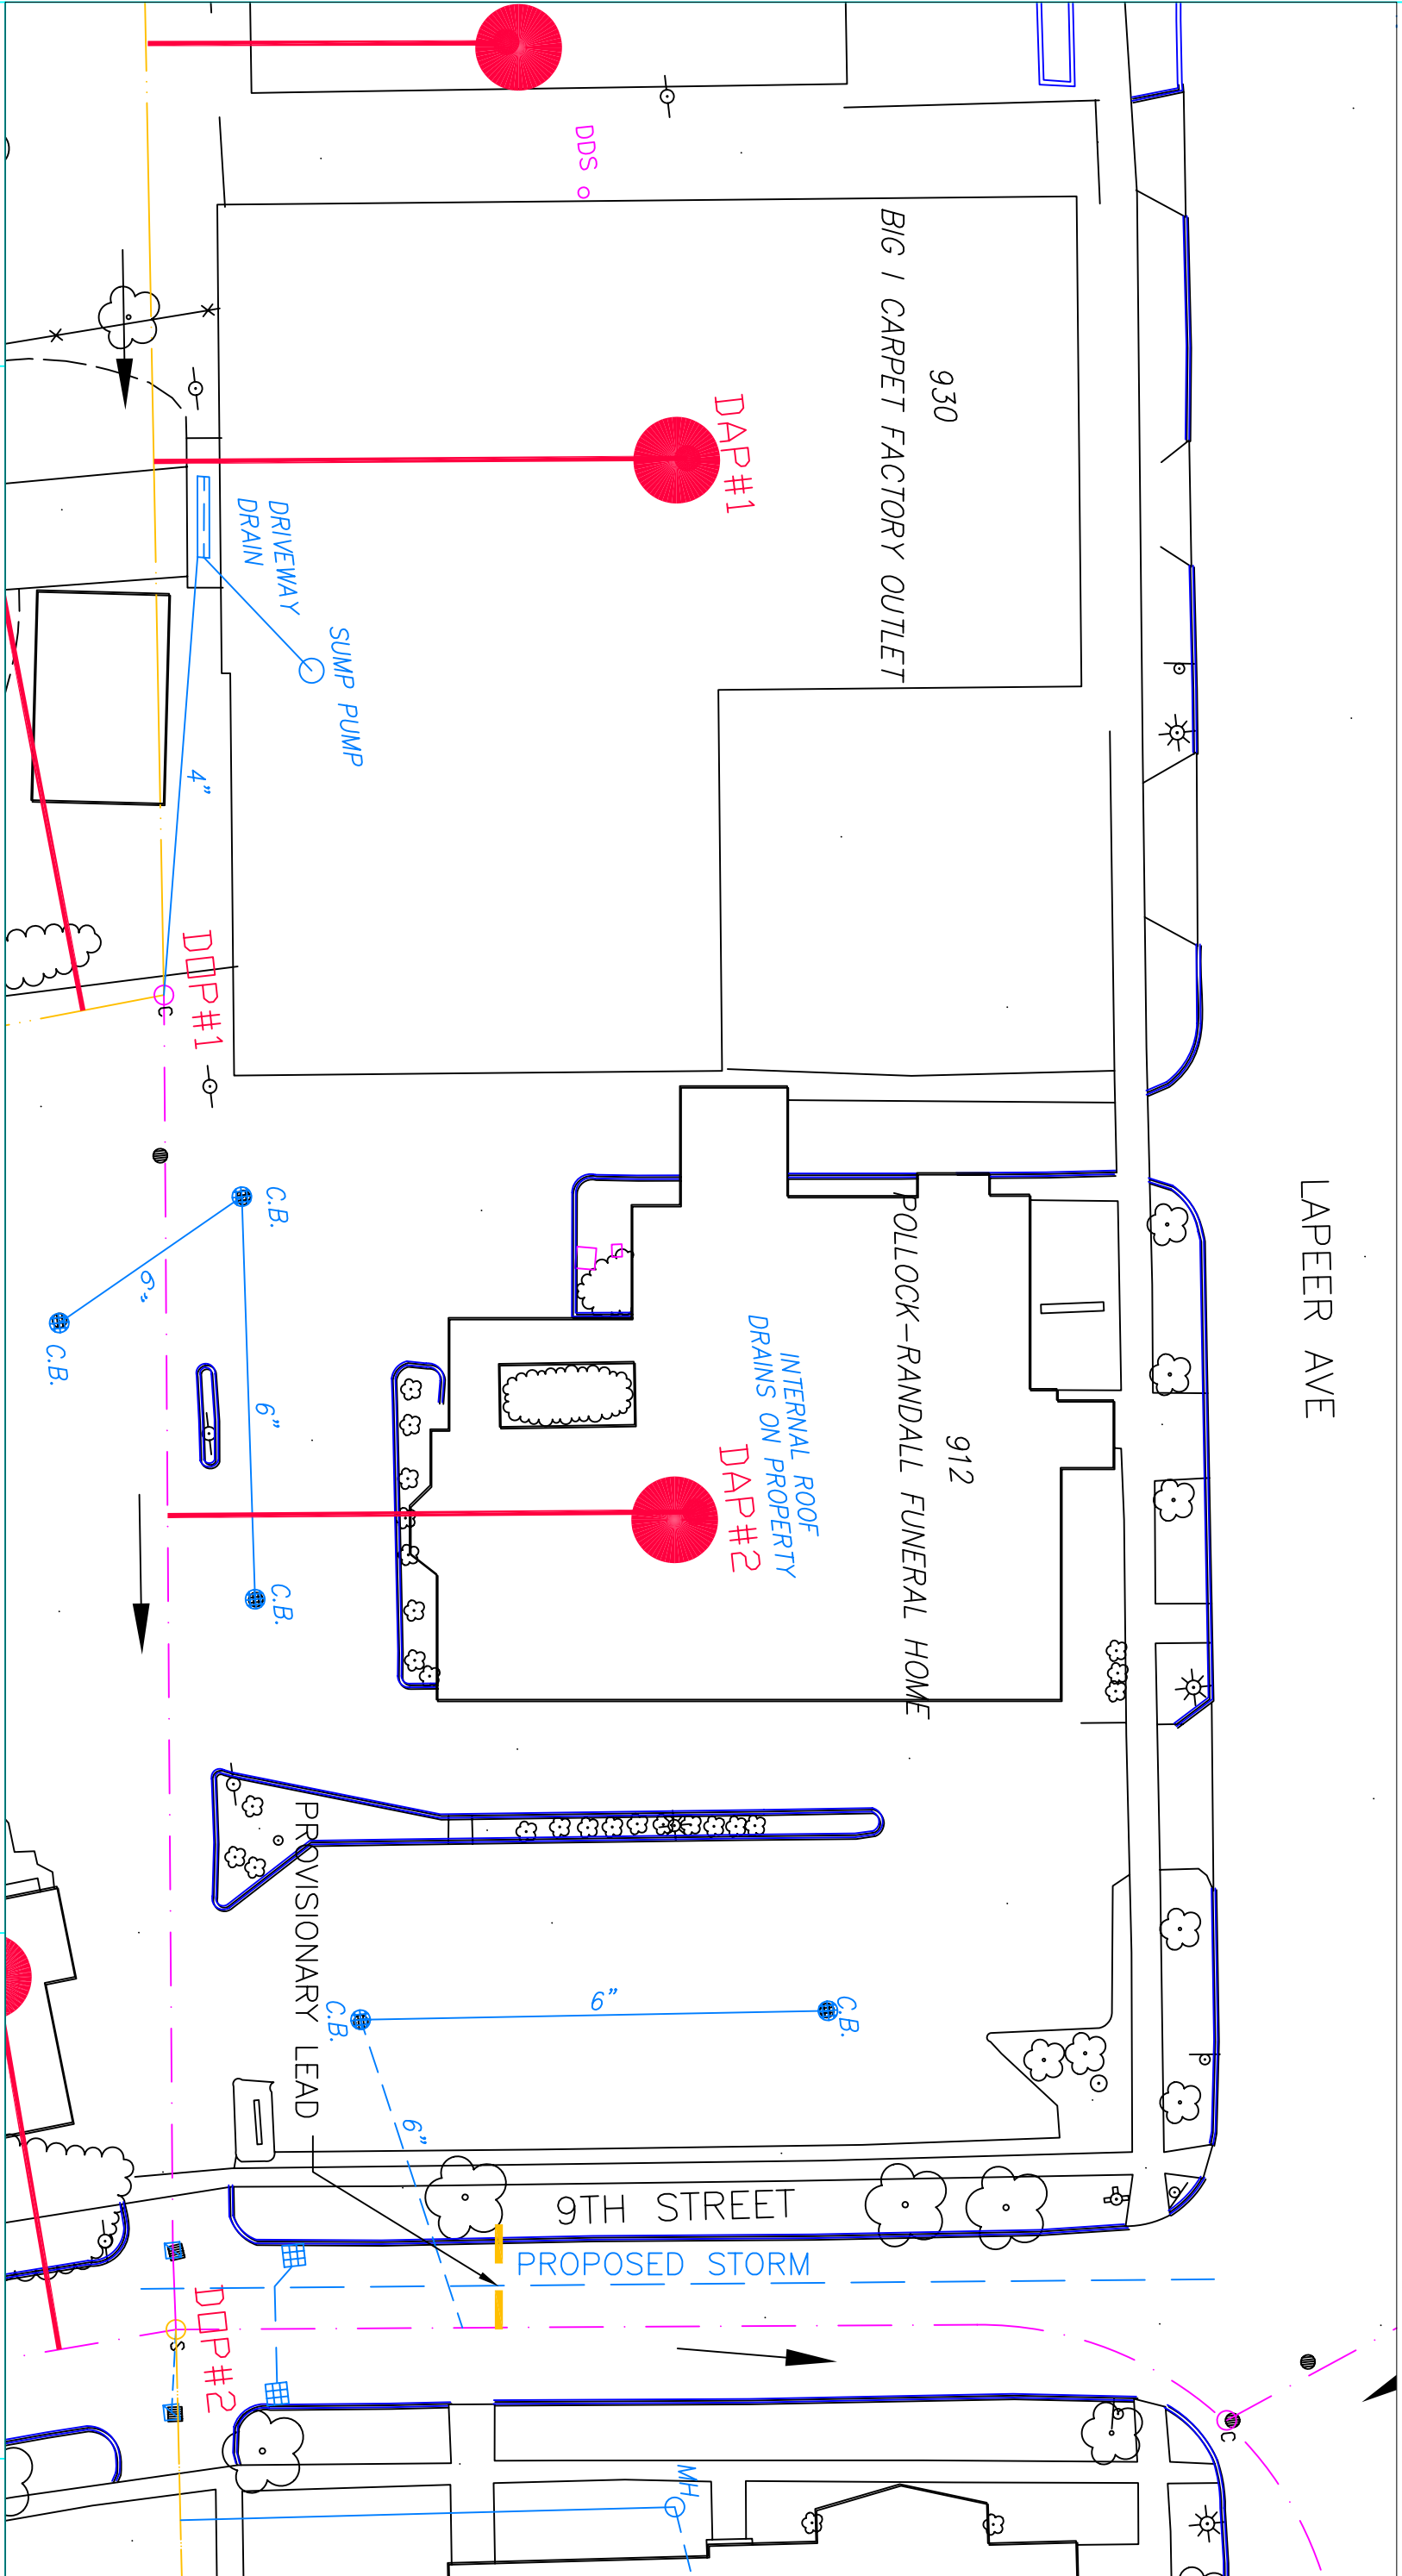 DDS
BIG I CARPET FACTORY OUTLET
930
DAP#1
DRIVEWAY
DRAIN
SUMP PUMP
4"
DOP#1
C
LAPEER AVE
C.B.
6"
C.B.
6"
C.B.
POLLOCK-RANDALL FUNERAL HOME
912
INTERNAL ROOF
DRAINS ON PROPERTY
DAP#2
PROVISIONARY LEAD
C.B.
6"
C.B.
6"
9TH STREET
PROPOSED STORM
DOP#2
S
C
MH